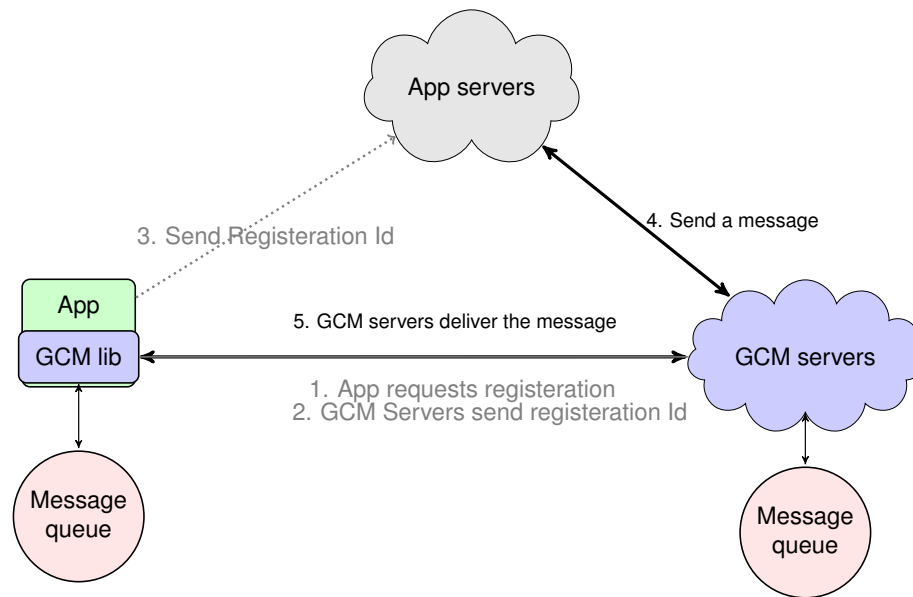 App servers
4. Send a message
3. Send Registeration Id
App
GCM lib
5. GCM servers deliver the message
GCM servers
1. App requests registeration
2. GCM Servers send registeration Id
Message
queue
Message
queue